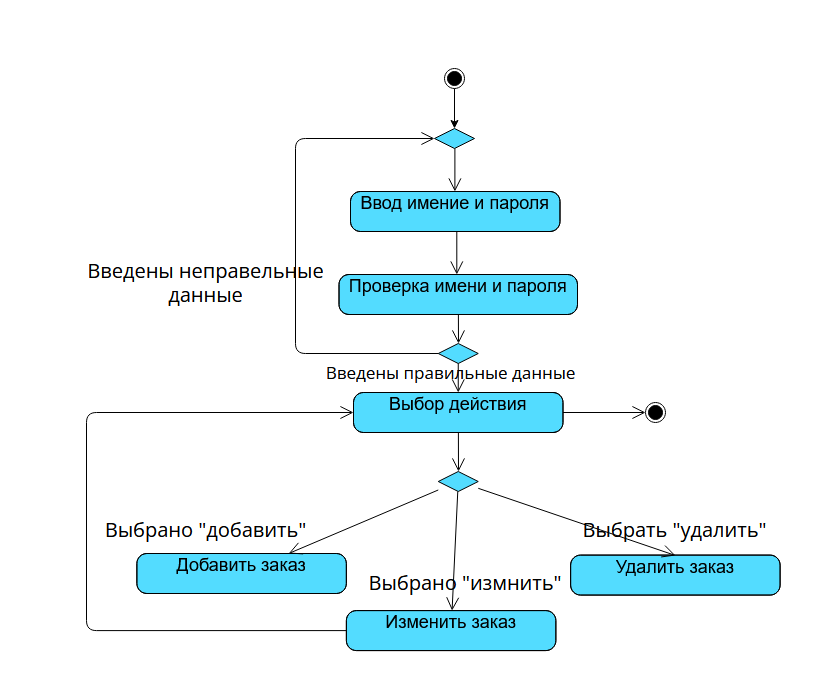 Ввод имение и пароля
Введены неправельные
данные
Проверка имени и пароля
Введены правильные данные
Выбор действия
Выбрано "добавить"
Выбрать "удалить"
Добавить заказ
Удалить заказ
Выбрано "измнить"
Изменить заказ